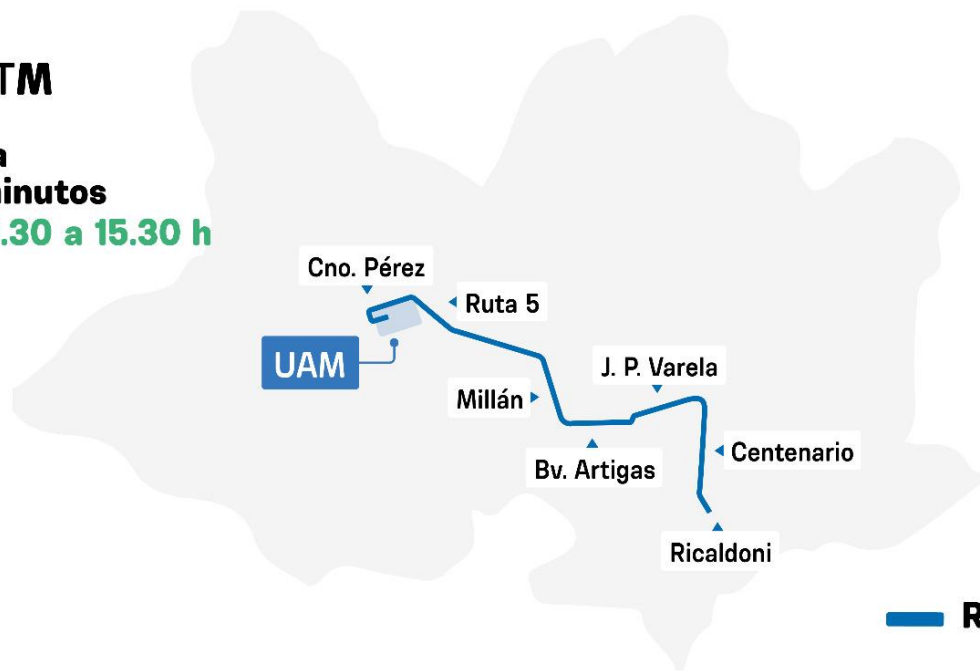 TM
a
minutos
.30 a 15.30 h
Cno. Pérez
Ruta 5
UAM
J. P. Varela
Millán
Centenario
Bv. Artigas
Ricaldoni
R